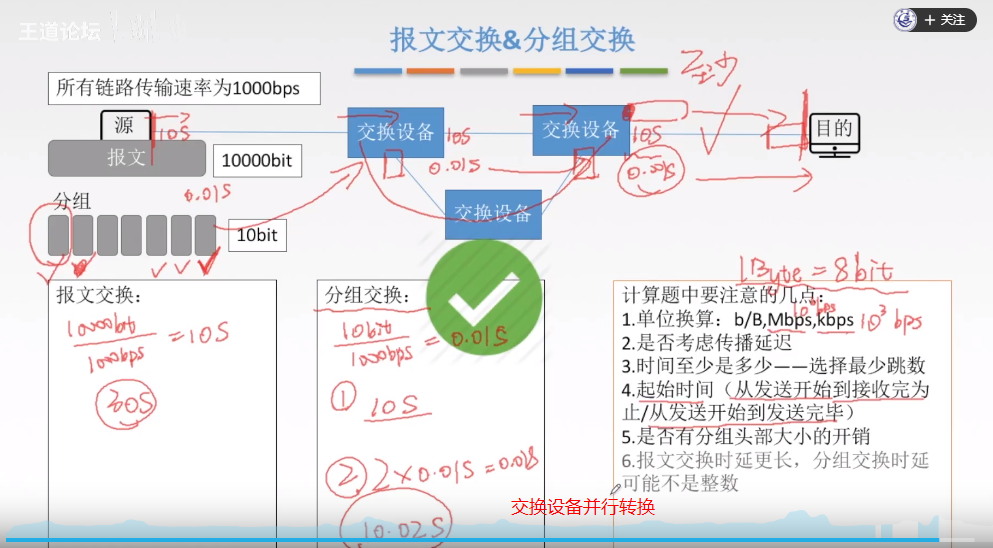 王道论坛
+ 关注
报文交换&分组交换
至少
所有链路传输速率为1000bps
源
10S
报文
10000bit
交换设备
10S
交换设备
10S
目的
0.01S
0.01S
0.01S
分组
10bit
交换设备
1Byte = 8bit
报文交换：
10000bit
1000bps
=10S
30S
分组交换：
10bit
1000bps
= 0.01S
① 10S
② 2×0.01S=0.02S
10.02S
计算题中要注意的几点：
10⁶bps
1.单位换算：b/B,Mbps,kbps 10³ bps
2.是否考虑传播延迟
3.时间至少是多少——选择最少跳数
4.起始时间（从发送开始到接收完为
止/从发送开始到发送完毕）
5.是否有分组头部大小的开销
6.报文交换时延更长，分组交换时延
可能不是整数
交换设备并行转换